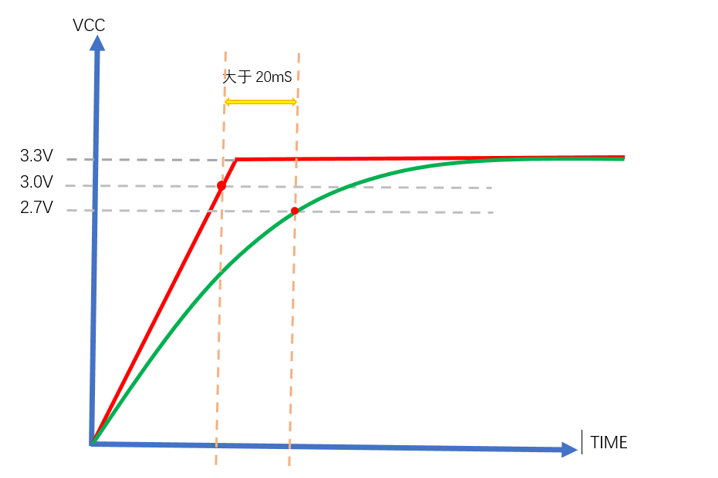 VCC
大于 20mS
3.3V
3.0V
2.7V
TIME